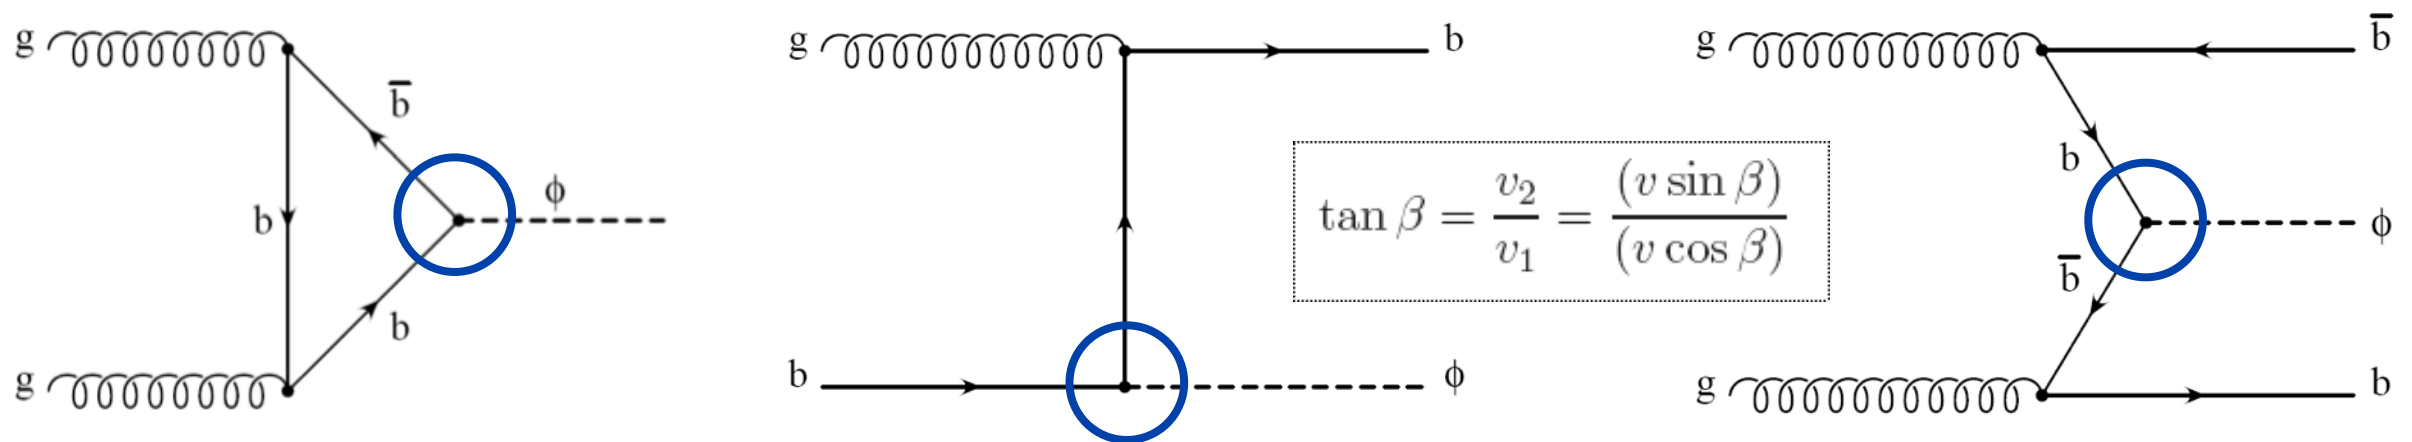 g
b̄
ϕ
b
b
g
g
b
b
ϕ
tan β = v₂/v₁ = (v sin β)/(v cos β)
g
b̄
b
ϕ
b̄
g
b